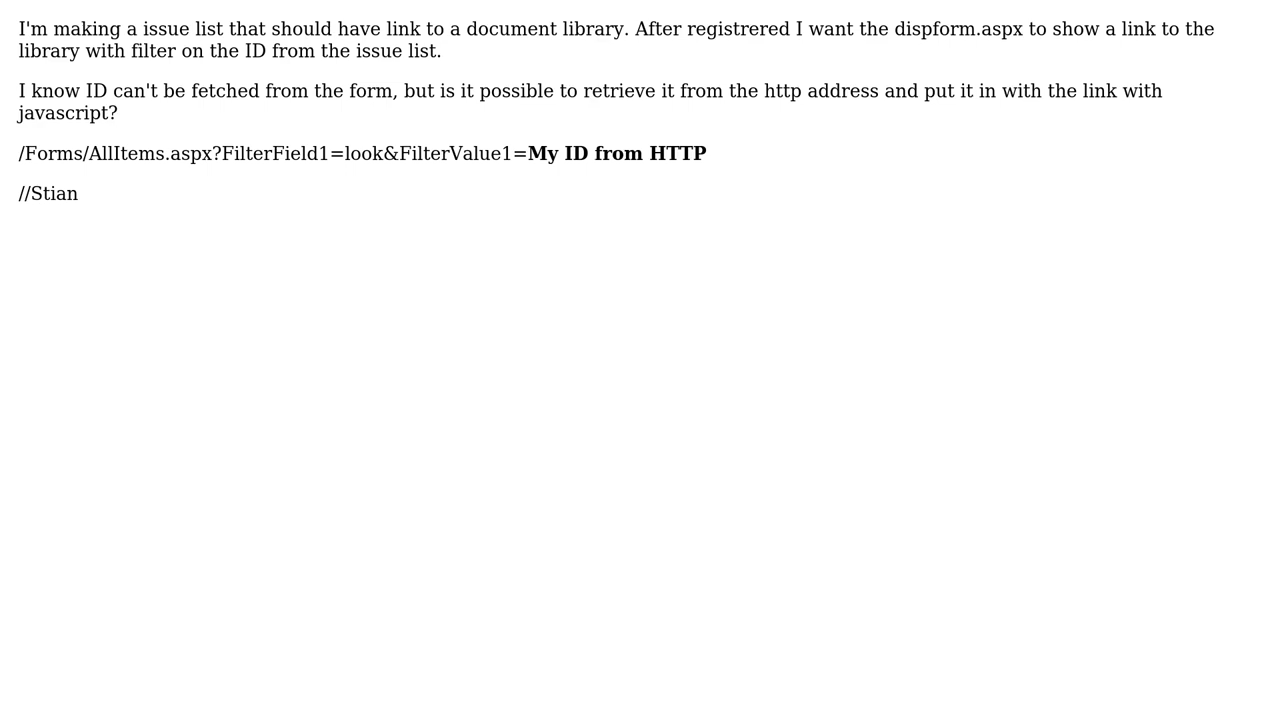 I'm making a issue list that should have link to a document library. After registrered I want the dispform.aspx to show a link to the
library with filter on the ID from the issue list.
I know ID can't be fetched from the form, but is it possible to retrieve it from the http address and put it in with the link with
javascript?
/Forms/AllItems.aspx?FilterField1=look&FilterValue1=My ID from HTTP
//Stian